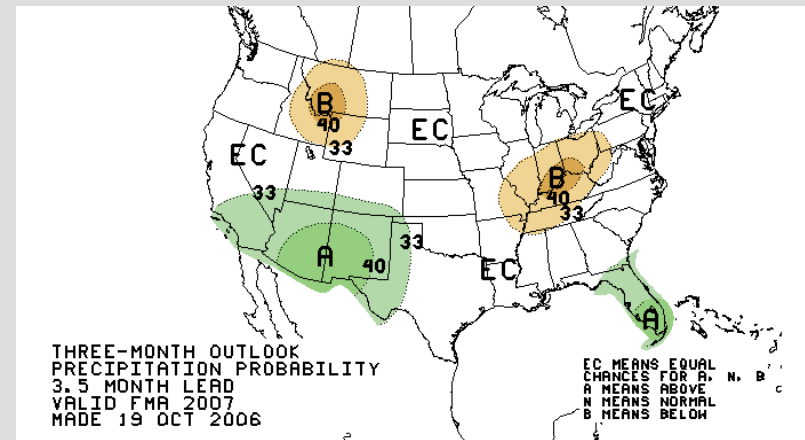 B
40
33
EC
EC
EC
33
B
40
33
A
40
33
EC
A
THREE-MONTH OUTLOOK
PRECIPITATION PROBABILITY
3.5 MONTH LEAD
VALID FMA 2007
MADE 19 OCT 2006
EC MEANS EQUAL
CHANCES FOR A, N, B
A MEANS ABOVE
N MEANS NORMAL
B MEANS BELOW